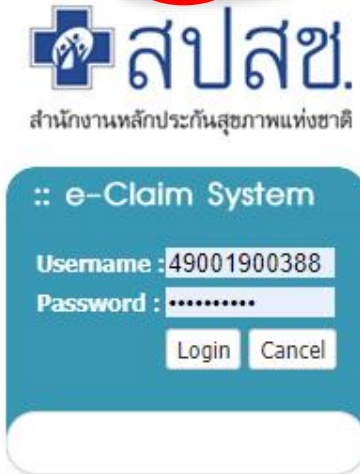 สปสช.
สำนักงานหลักประกันสุขภาพแห่งชาติ
:: e-Claim System
Username : 49001900388
Password : ••••••••••
Login Cancel